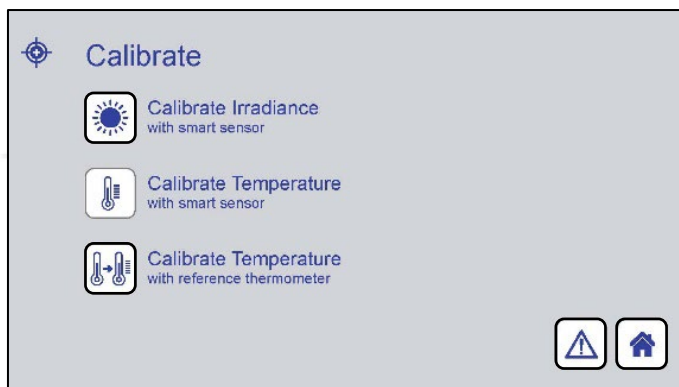 Calibrate
Calibrate Irradiance
with smart sensor
Calibrate Temperature
with smart sensor
Calibrate Temperature
with reference thermometer